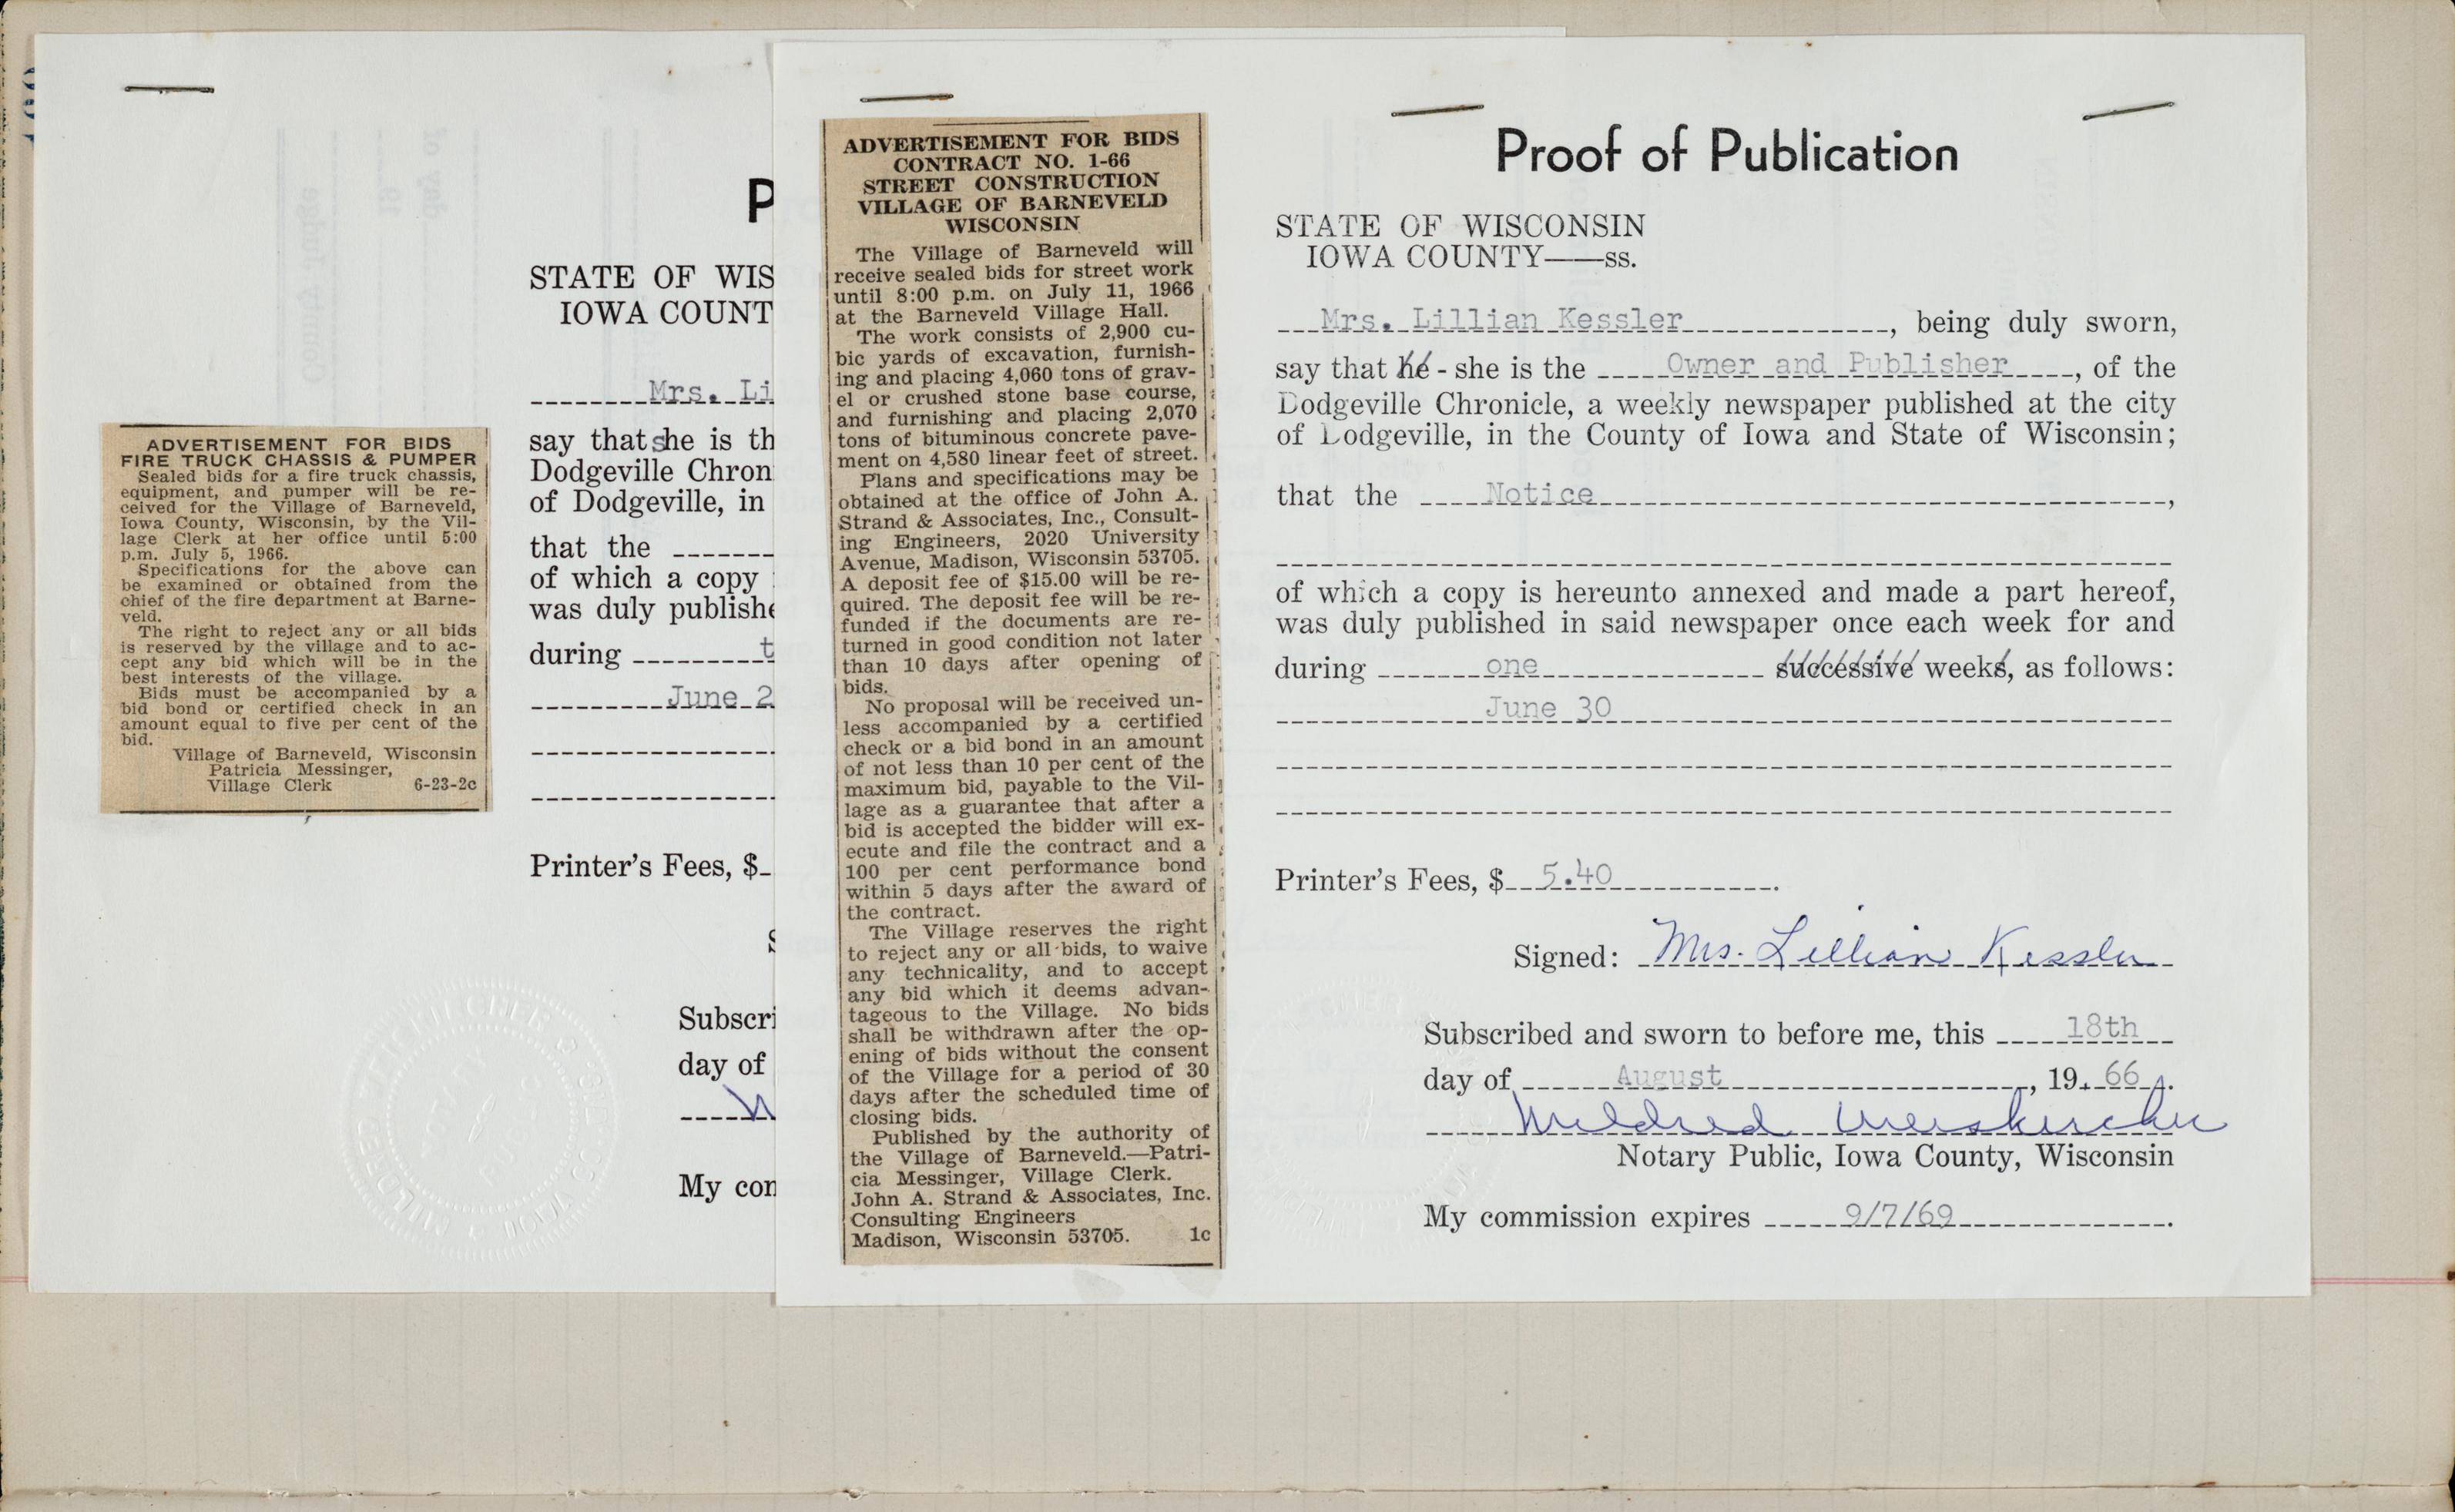 ADVERTISEMENT FOR BIDS
FIRE TRUCK CHASSIS & PUMPER
Sealed bids for a fire truck chassis,
equipment, and pumper will be re-
ceived for the Village of Barneveld,
Iowa County, Wisconsin, by the Vil-
lage Clerk at her office until 5:00
p.m. July 5, 1966.
Specifications for the above can
be examined or obtained from the
chief of the fire department at Barne-
veld.
The right to reject any or all bids
is reserved by the village and to ac-
cept any bid which will be in the
best interests of the village.
Bids must be accompanied by a
bid bond or certified check in an
amount equal to five per cent of the
bid.
Village of Barneveld, Wisconsin
Patricia Messinger,
Village Clerk 6-23-2c
P
STATE OF WIS
IOWA COUNT
Mrs. Li
say that she is th
Dodgeville Chron
of Dodgeville, in
that the
of which a copy
was duly publishe
during t
June 2
Printer's Fees, $
S
Subscri
day of
My con
ADVERTISEMENT FOR BIDS
CONTRACT NO. 1-66
STREET CONSTRUCTION
VILLAGE OF BARNEVELD
WISCONSIN
The Village of Barneveld will
receive sealed bids for street work
until 8:00 p.m. on July 11, 1966
at the Barneveld Village Hall.
The work consists of 2,900 cu-
bic yards of excavation, furnish-
ing and placing 4,060 tons of grav-
el or crushed stone base course,
and furnishing and placing 2,070
tons of bituminous concrete pave-
ment on 4,580 linear feet of street.
Plans and specifications may be
obtained at the office of John A.
Strand & Associates, Inc., Consult-
ing Engineers, 2020 University
Avenue, Madison, Wisconsin 53705.
A deposit fee of $15.00 will be re-
quired. The deposit fee will be re-
funded if the documents are re-
turned in good condition not later
than 10 days after opening of
bids.
No proposal will be received un-
less accompanied by a certified
check or a bid bond in an amount
of not less than 10 per cent of the
maximum bid, payable to the Vil-
lage as a guarantee that after a
bid is accepted the bidder will ex-
ecute and file the contract and a
100 per cent performance bond
within 5 days after the award of
the contract.
The Village reserves the right
to reject any or all bids, to waive
any technicality, and to accept
any bid which it deems advan-
tageous to the Village. No bids
shall be withdrawn after the op-
ening of bids without the consent
of the Village for a period of 30
days after the scheduled time of
closing bids.
Published by the authority of
the Village of Barneveld.—Patri-
cia Messinger, Village Clerk.
John A. Strand & Associates, Inc.
Consulting Engineers
Madison, Wisconsin 53705. 1c
Proof of Publication
STATE OF WISCONSIN
IOWA COUNTY——ss.
Mrs. Lillian Kessler, being duly sworn,
say that he - she is the Owner and Publisher, of the
Dodgeville Chronicle, a weekly newspaper published at the city
of Dodgeville, in the County of Iowa and State of Wisconsin;
that the Notice,
of which a copy is hereunto annexed and made a part hereof,
was duly published in said newspaper once each week for and
during one successive weeks, as follows:
June 30
Printer's Fees, $ 5.40.
Signed: Mrs. Lillian Kessler
Subscribed and sworn to before me, this 18th
day of August, 19. 66.
Mildred Weiskircher
Notary Public, Iowa County, Wisconsin
My commission expires 9/7/69.